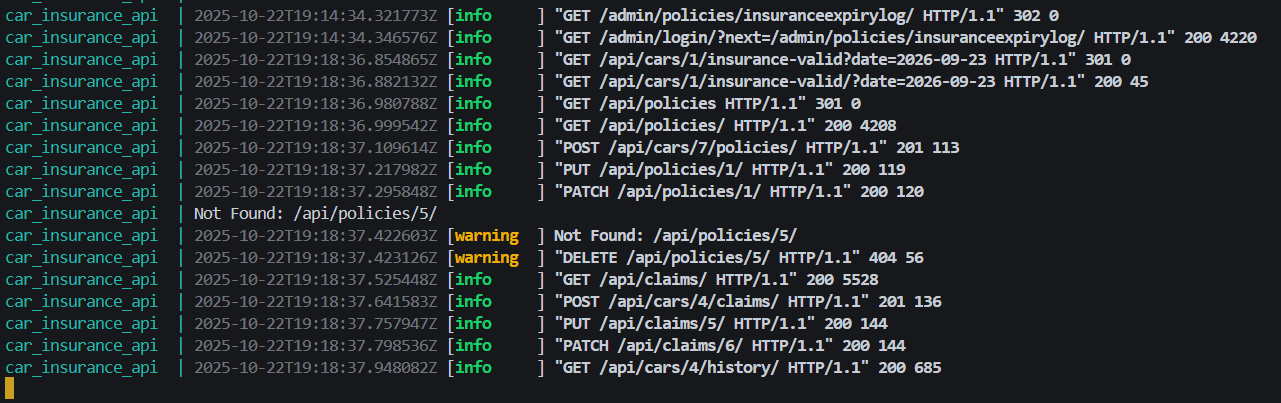 car_insurance_api  | 2025-10-22T19:14:34.321773Z [info     ] "GET /admin/policies/insuranceexpirylog/ HTTP/1.1" 302 0
car_insurance_api  | 2025-10-22T19:14:34.346576Z [info     ] "GET /admin/login/?next=/admin/policies/insuranceexpirylog/ HTTP/1.1" 200 4220
car_insurance_api  | 2025-10-22T19:18:36.854865Z [info     ] "GET /api/cars/1/insurance-valid?date=2026-09-23 HTTP/1.1" 301 0
car_insurance_api  | 2025-10-22T19:18:36.882132Z [info     ] "GET /api/cars/1/insurance-valid/?date=2026-09-23 HTTP/1.1" 200 45
car_insurance_api  | 2025-10-22T19:18:36.980788Z [info     ] "GET /api/policies HTTP/1.1" 301 0
car_insurance_api  | 2025-10-22T19:18:36.999542Z [info     ] "GET /api/policies/ HTTP/1.1" 200 4208
car_insurance_api  | 2025-10-22T19:18:37.109614Z [info     ] "POST /api/cars/7/policies/ HTTP/1.1" 201 113
car_insurance_api  | 2025-10-22T19:18:37.217982Z [info     ] "PUT /api/policies/1/ HTTP/1.1" 200 119
car_insurance_api  | 2025-10-22T19:18:37.295848Z [info     ] "PATCH /api/policies/1/ HTTP/1.1" 200 120
car_insurance_api  | Not Found: /api/policies/5/
car_insurance_api  | 2025-10-22T19:18:37.422603Z [warning  ] Not Found: /api/policies/5/
car_insurance_api  | 2025-10-22T19:18:37.423126Z [warning  ] "DELETE /api/policies/5/ HTTP/1.1" 404 56
car_insurance_api  | 2025-10-22T19:18:37.525448Z [info     ] "GET /api/claims/ HTTP/1.1" 200 5528
car_insurance_api  | 2025-10-22T19:18:37.641583Z [info     ] "POST /api/cars/4/claims/ HTTP/1.1" 201 136
car_insurance_api  | 2025-10-22T19:18:37.757947Z [info     ] "PUT /api/claims/5/ HTTP/1.1" 200 144
car_insurance_api  | 2025-10-22T19:18:37.798536Z [info     ] "PATCH /api/claims/6/ HTTP/1.1" 200 144
car_insurance_api  | 2025-10-22T19:18:37.948082Z [info     ] "GET /api/cars/4/history/ HTTP/1.1" 200 685